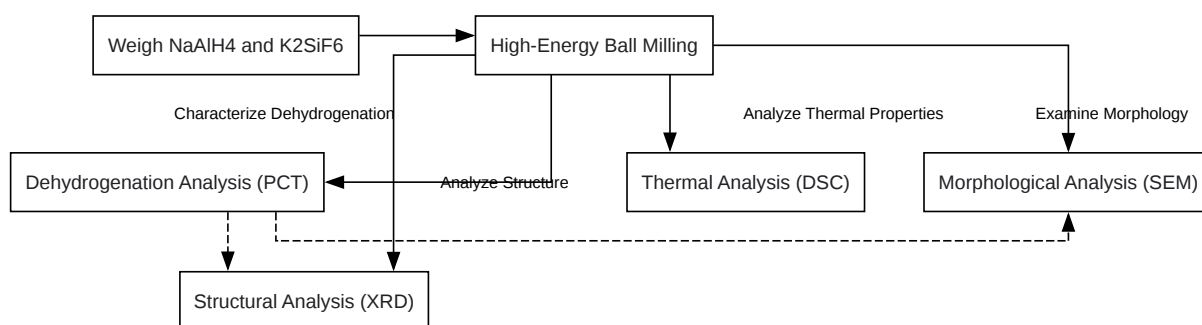 Weigh NaAlH4 and K2SiF6
High-Energy Ball Milling
Characterize Dehydrogenation
Analyze Thermal Properties
Examine Morphology
Dehydrogenation Analysis (PCT)
Analyze Structure
Thermal Analysis (DSC)
Morphological Analysis (SEM)
Structural Analysis (XRD)